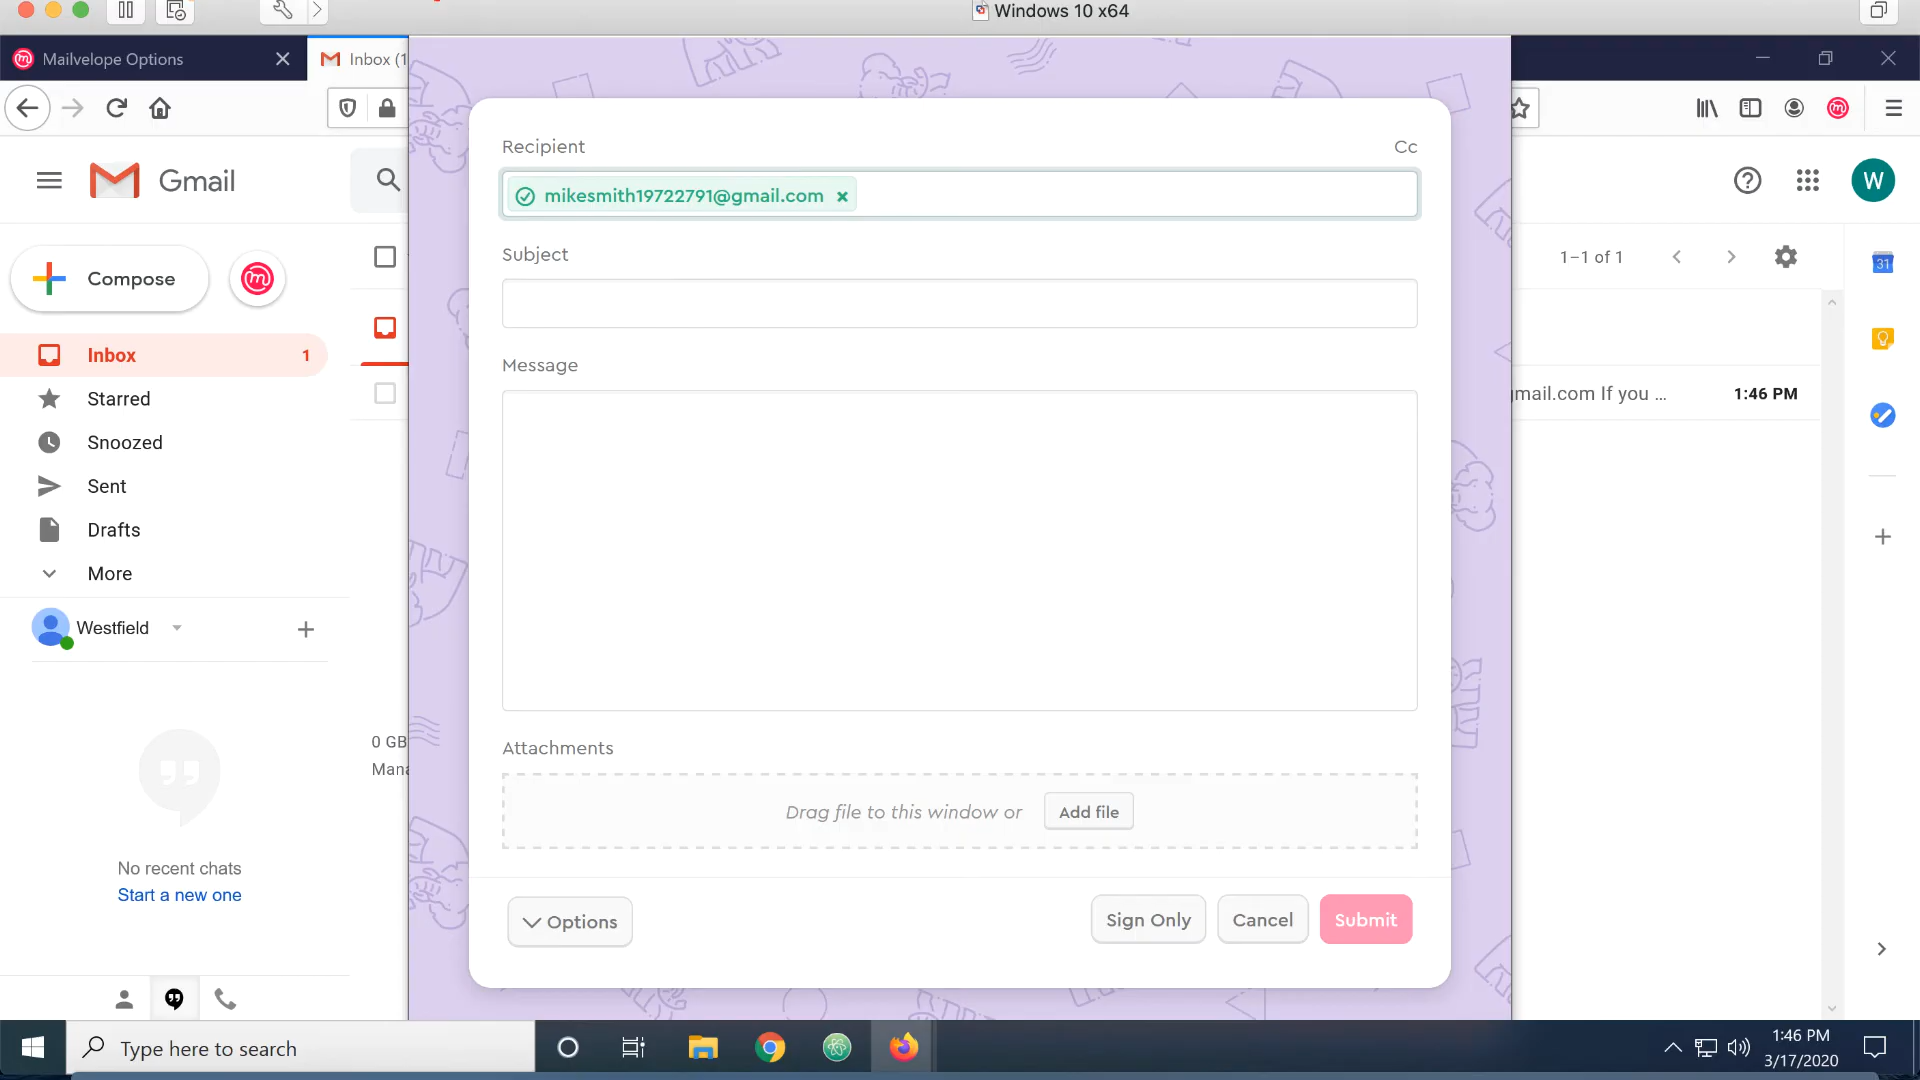 Windows 10 x64
Mailvelope Options
Inbox (1
Gmail
Compose
Inbox 1
Starred
Snoozed
Sent
Drafts
More
Westfield
No recent chats
Start a new one
0 GB
Mana
Recipient Cc
mikesmith19722791@gmail.com
Subject
Message
Attachments
Drag file to this window or Add file
Options
Sign Only Cancel Submit
W
1–1 of 1
31
gmail.com If you ... 1:46 PM
Type here to search
1:46 PM
3/17/2020